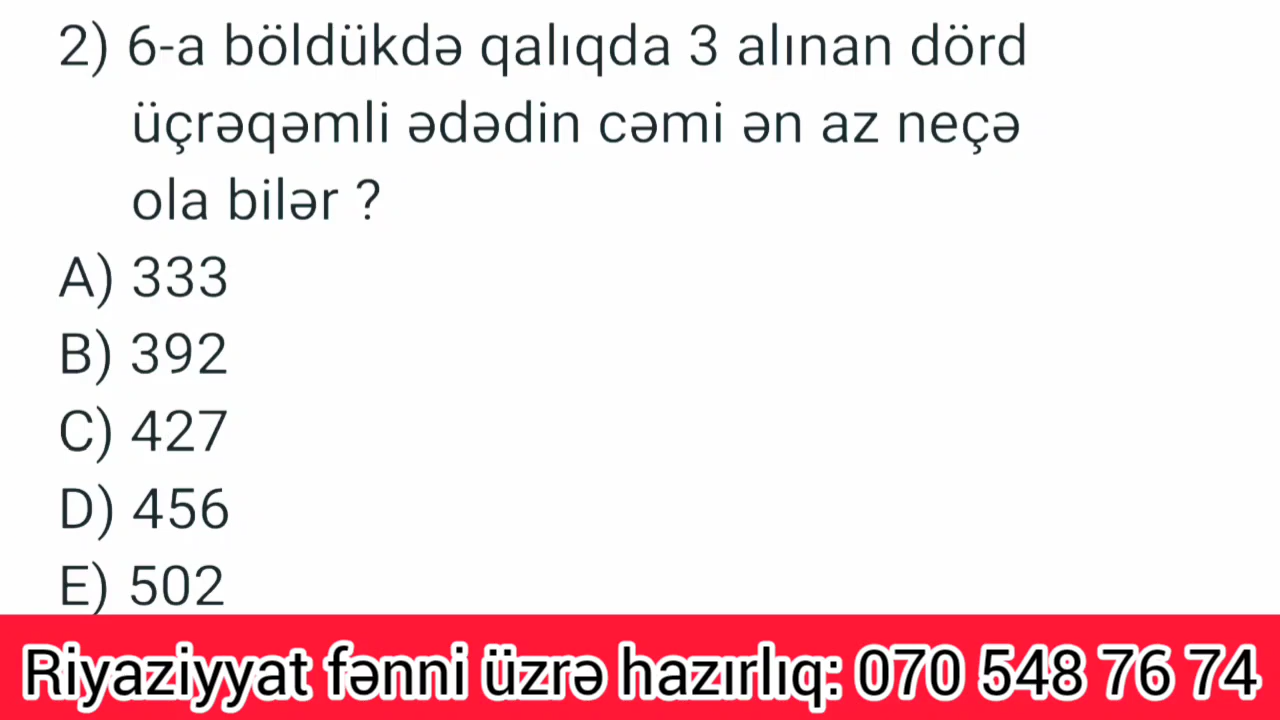 2) 6-a böldükdə qalıqda 3 alınan dörd
üçrəqəmli ədədin cəmi ən az neçə
ola bilər ?
A) 333
B) 392
C) 427
D) 456
E) 502
Riyaziyyat fənni üzrə hazırlıq: 070 548 76 74